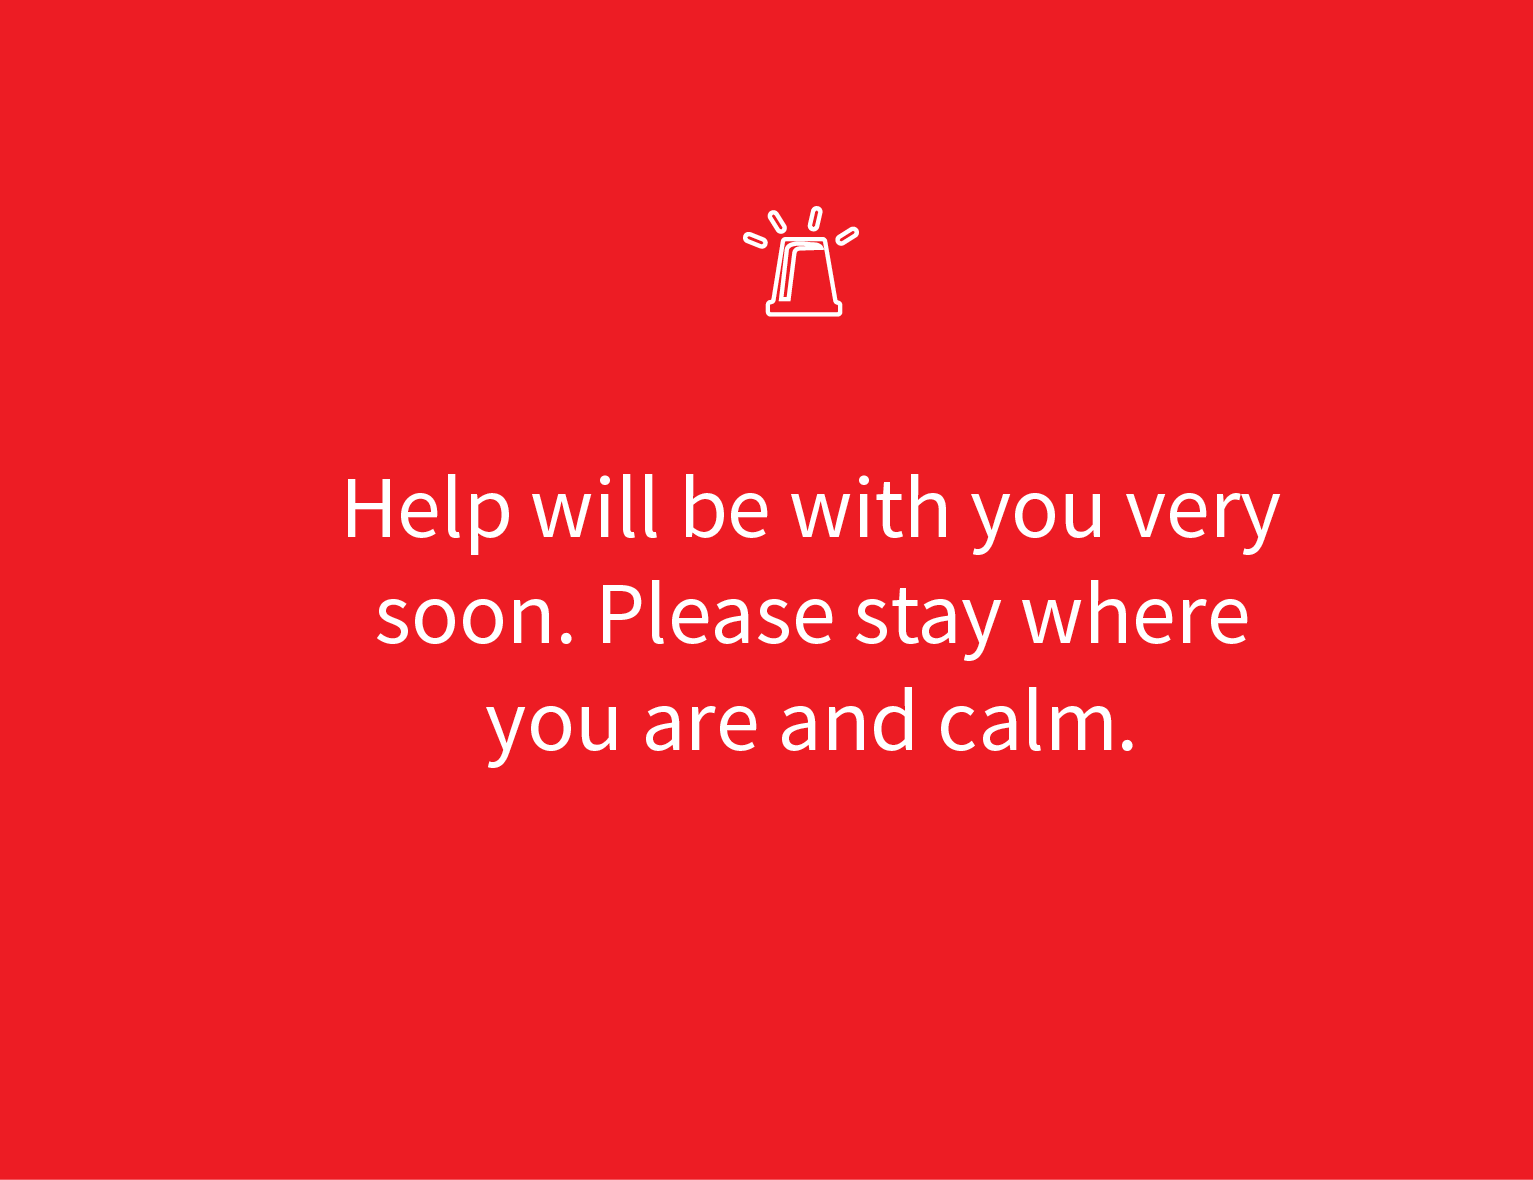 Help will be with you very
soon. Please stay where
you are and calm.